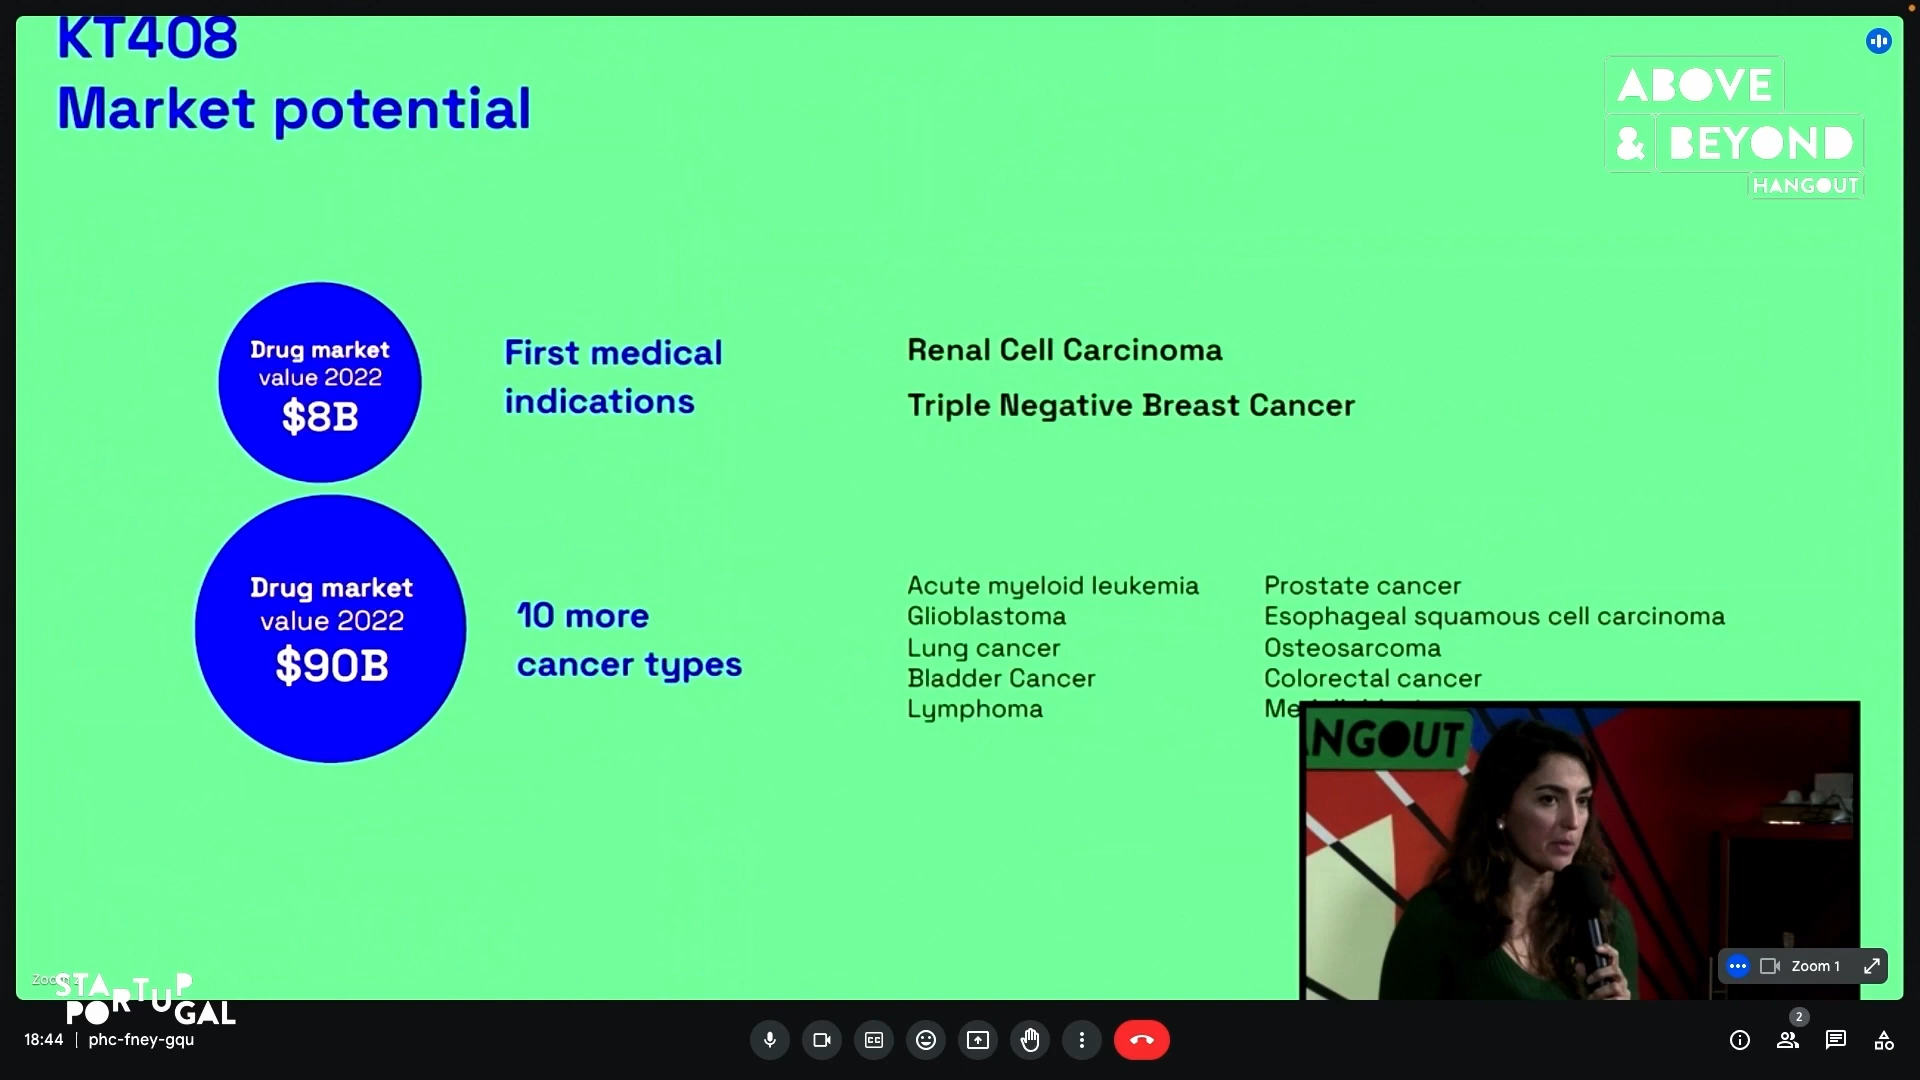 KT408
Market potential
ABOVE
& BEYOND
HANGOUT
Drug market
value 2022
$8B
First medical
indications
Renal Cell Carcinoma
Triple Negative Breast Cancer
Drug market
value 2022
$90B
10 more
cancer types
Acute myeloid leukemia
Glioblastoma
Lung cancer
Bladder Cancer
Lymphoma
Prostate cancer
Esophageal squamous cell carcinoma
Osteosarcoma
Colorectal cancer
NGOUT
Zoom 1
STARTUP
PORTUGAL
18:44 | phc-fney-gqu
CC
2